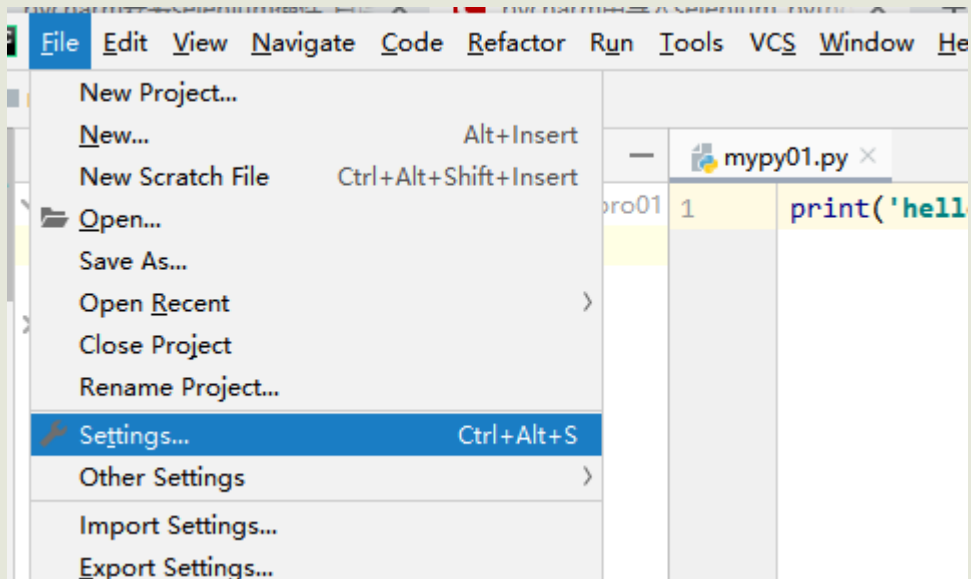 File Edit View Navigate Code Refactor Run Tools VCS Window He
New Project...
New... Alt+Insert
New Scratch File Ctrl+Alt+Shift+Insert
mypy01.py
Open...
pro01
1 print('hell
Save As...
Open Recent
Close Project
Rename Project...
Settings... Ctrl+Alt+S
Other Settings
Import Settings...
Export Settings...